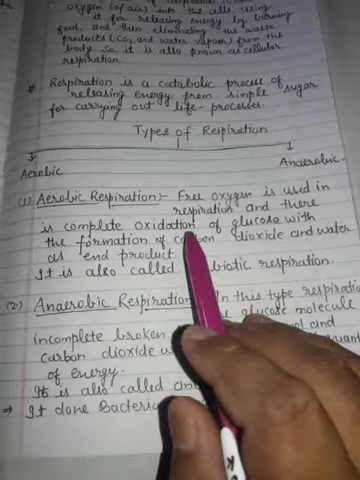 oxygen (or air) into the cells, using
it for releasing energy by burning
food, and then eliminating the waste
products (CO2 and water vapour) from the
body. So it is also known as cellular
respiration
* Respiration is a catabolic process of
releasing energy from simple sugar
for carrying out life-processes.
Types of Respiration
Aerobic Anaerobic
(1) Aerobic Respiration:- Free oxygen is used in
respiration and there
is complete oxidation of glucose with
the formation of carbon dioxide and water
as end product
It is also called biotic respiration.
(2) Anaerobic Respiration In this type respiratio
glucose molecule
incomplete broken and
carbon dioxide
of energy.
It is also called
⇒ It done Bacteria